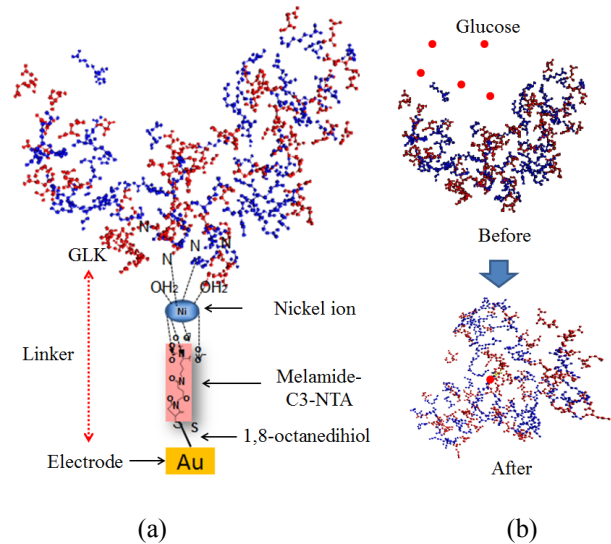 Glucose
Before
After
GLK
N
N
N
N
OH2
OH2
Ni
Nickel ion
Linker
Melamide-
C3-NTA
S
1,8-octanedihiol
Electrode
Au
(a)
(b)